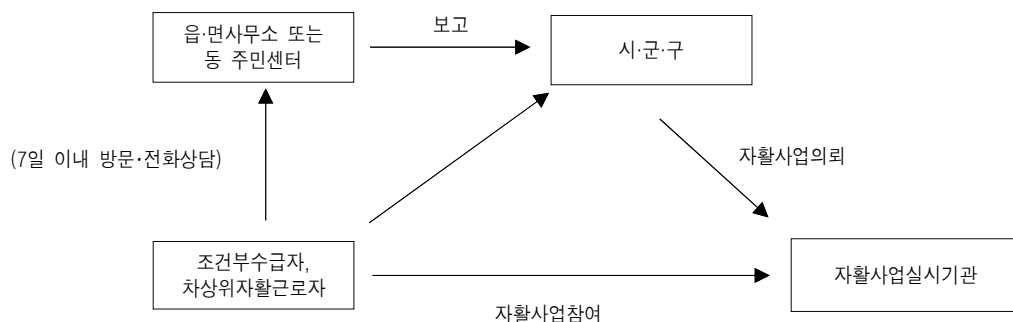 읍·면사무소 또는
동 주민센터
보고
시·군·구
(7일 이내 방문·전화상담)
자활사업의뢰
조건부수급자,
차상위자활근로자
자활사업실시기관
자활사업참여